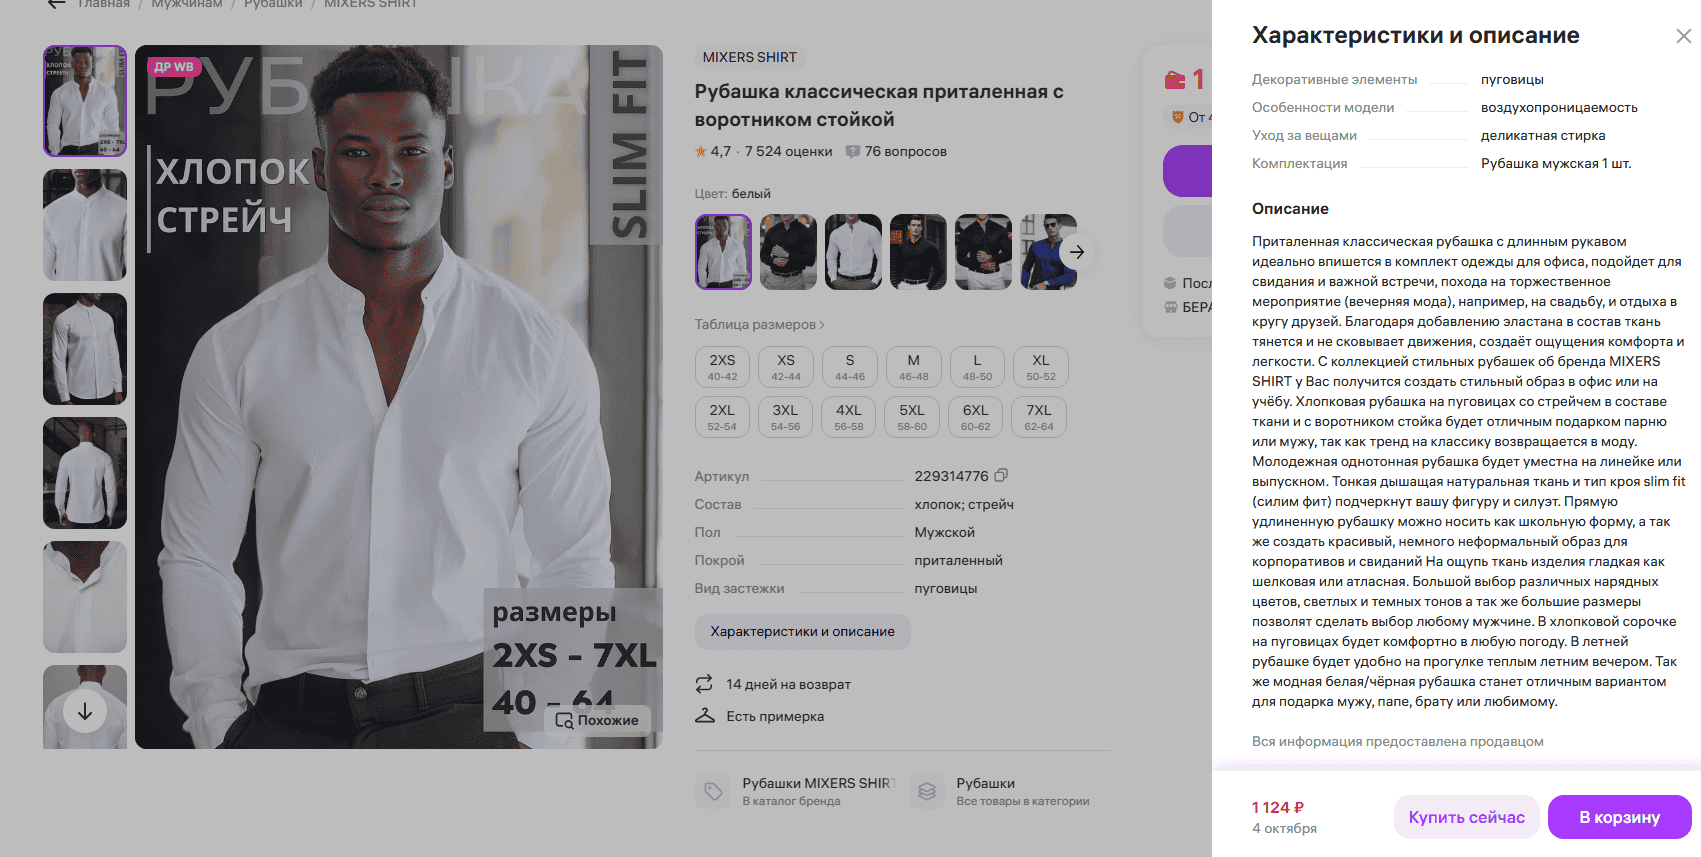 Главная / Мужчинам / Рубашки / MIXERS SHIRT
ДР WB
РУБ ШКА
ХЛОПОК
СТРЕЙЧ
SLIM FIT
размеры
2XS - 7XL
40 - 64
Похожие
MIXERS SHIRT
Рубашка классическая приталенная с
воротником стойкой
4,7 · 7 524 оценки 76 вопросов
Цвет: белый
Таблица размеров
2XS XS S M L XL
40-42 42-44 44-46 46-48 48-50 50-52
2XL 3XL 4XL 5XL 6XL 7XL
52-54 54-56 56-58 58-60 60-62 62-64
Артикул 229314776
Состав хлопок; стрейч
Пол Мужской
Покрой приталенный
Вид застежки пуговицы
Характеристики и описание
14 дней на возврат
Есть примерка
Рубашки MIXERS SHIRT
В каталог бренда
Рубашки
Все товары в категории
1
От 4
Посл
БЕРА
Характеристики и описание
Декоративные элементы пуговицы
Особенности модели воздухопроницаемость
Уход за вещами деликатная стирка
Комплектация Рубашка мужская 1 шт.
Описание
Приталенная классическая рубашка с длинным рукавом
идеально впишется в комплект одежды для офиса, подойдет для
свидания и важной встречи, похода на торжественное
мероприятие (вечерняя мода), например, на свадьбу, и отдыха в
кругу друзей. Благодаря добавлению эластана в состав ткань
тянется и не сковывает движения, создаёт ощущения комфорта и
легкости. С коллекцией стильных рубашек об бренда MIXERS
SHIRT у Вас получится создать стильный образ в офис или на
учёбу. Хлопковая рубашка на пуговицах со стрейчем в составе
ткани и с воротником стойка будет отличным подарком парню
или мужу, так как тренд на классику возвращается в моду.
Молодежная однотонная рубашка будет уместна на линейке или
выпускном. Тонкая дышащая натуральная ткань и тип кроя slim fit
(силим фит) подчеркнут вашу фигуру и силуэт. Прямую
удлиненную рубашку можно носить как школьную форму, а так
же создать красивый, немного неформальный образ для
корпоративов и свиданий На ощупь ткань изделия гладкая как
шелковая или атласная. Большой выбор различных нарядных
цветов, светлых и темных тонов а так же большие размеры
позволят сделать выбор любому мужчине. В хлопковой сорочке
на пуговицах будет комфортно в любую погоду. В летней
рубашке будет удобно на прогулке теплым летним вечером. Так
же модная белая/чёрная рубашка станет отличным вариантом
для подарка мужу, папе, брату или любимому.
Вся информация предоставлена продавцом
1 124 ₽
4 октября
Купить сейчас
В корзину